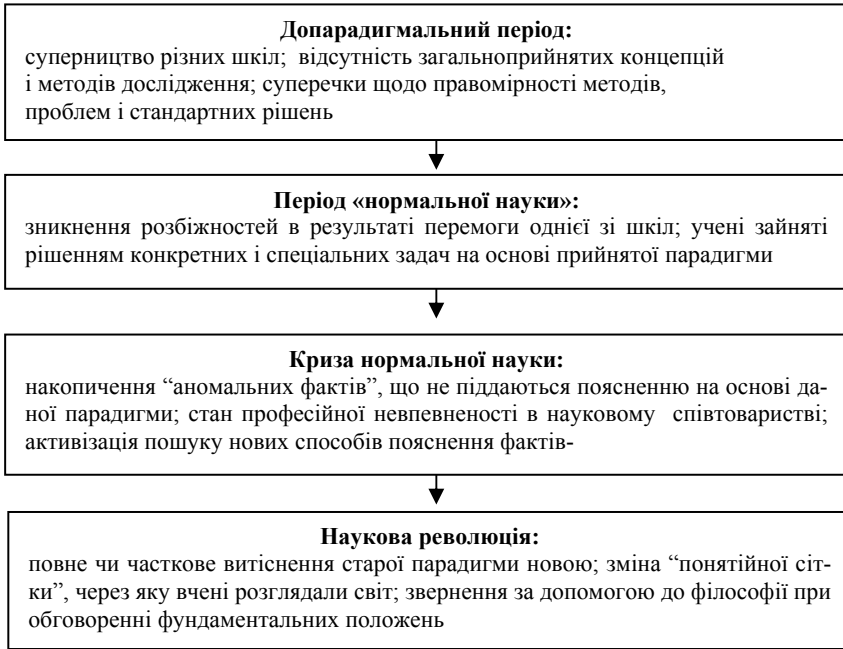 Допарадигмальний період:
суперництво різних шкіл; відсутність загальноприйнятих концепцій
і методів дослідження; суперечки щодо правомірності методів,
проблем і стандартних рішень
Період «нормальної науки»:
зникнення розбіжностей в результаті перемоги однієї зі шкіл; учені зайняті
рішенням конкретних і спеціальних задач на основі прийнятої парадигми
Криза нормальної науки:
накопичення “аномальних фактів”, що не піддаються поясненню на основі да-
ної парадигми; стан професійної невпевненості в науковому співтоваристві;
активізація пошуку нових способів пояснення фактів-
Наукова революція:
повне чи часткове витіснення старої парадигми новою; зміна “понятійної сіт-
ки”, через яку вчені розглядали світ; звернення за допомогою до філософії при
обговоренні фундаментальних положень